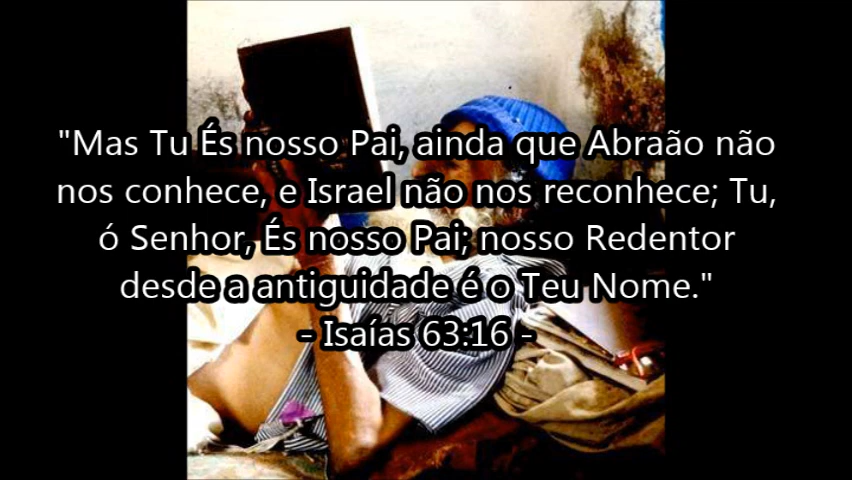 "Mas Tu És nosso Pai, ainda que Abraão não
nos conhece, e Israel não nos reconhece; Tu,
ó Senhor, És nosso Pai; nosso Redentor
desde a antiguidade é o Teu Nome."
- Isaías 63:16 -